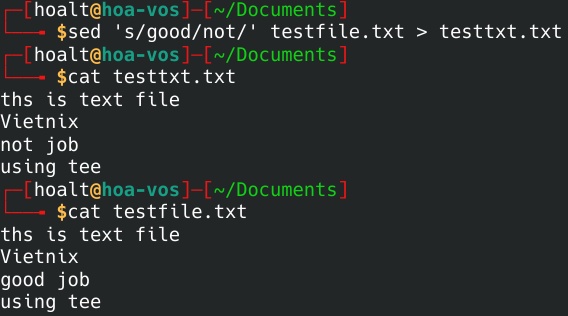 ┌─[hoalt@hoa-vos]─[~/Documents]
└──╼ $sed 's/good/not/' testfile.txt > testtxt.txt
┌─[hoalt@hoa-vos]─[~/Documents]
└──╼ $cat testtxt.txt
ths is text file
Vietnix
not job
using tee
┌─[hoalt@hoa-vos]─[~/Documents]
└──╼ $cat testfile.txt
ths is text file
Vietnix
good job
using tee